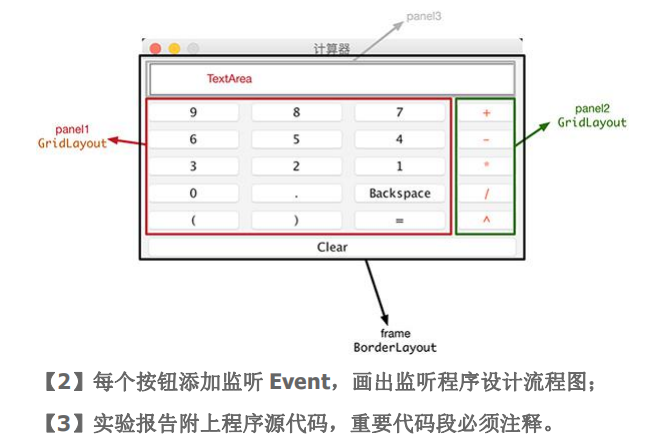 panel3
计算器
TextArea
9 8 7 +
panel2
GridLayout
panel1
GridLayout
6 5 4 -
3 2 1 *
0 . Backspace /
( ) = ^
Clear
frame
BorderLayout
【2】每个按钮添加监听 Event，画出监听程序设计流程图；
【3】实验报告附上程序源代码，重要代码段必须注释。